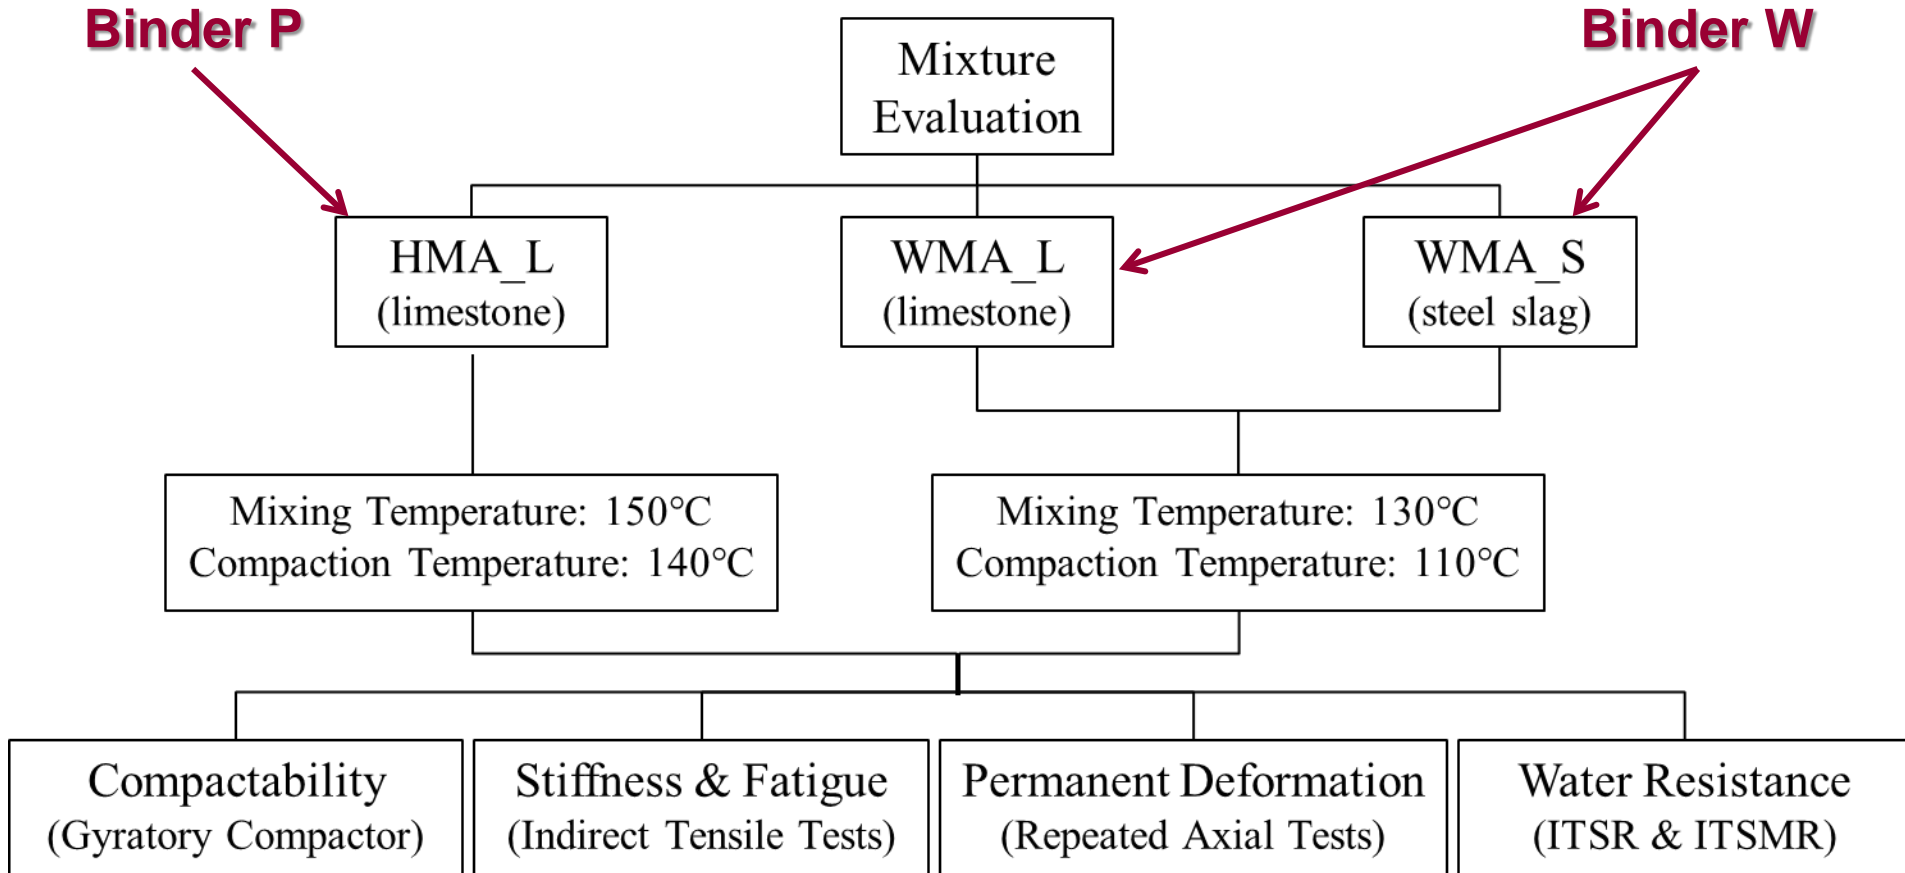 Binder P
Binder W
Mixture
Evaluation
HMA_L
(limestone)
WMA_L
(limestone)
WMA_S
(steel slag)
Mixing Temperature: 150°C
Compaction Temperature: 140°C
Mixing Temperature: 130°C
Compaction Temperature: 110°C
Compactability
(Gyratory Compactor)
Stiffness & Fatigue
(Indirect Tensile Tests)
Permanent Deformation
(Repeated Axial Tests)
Water Resistance
(ITSR & ITSMR)